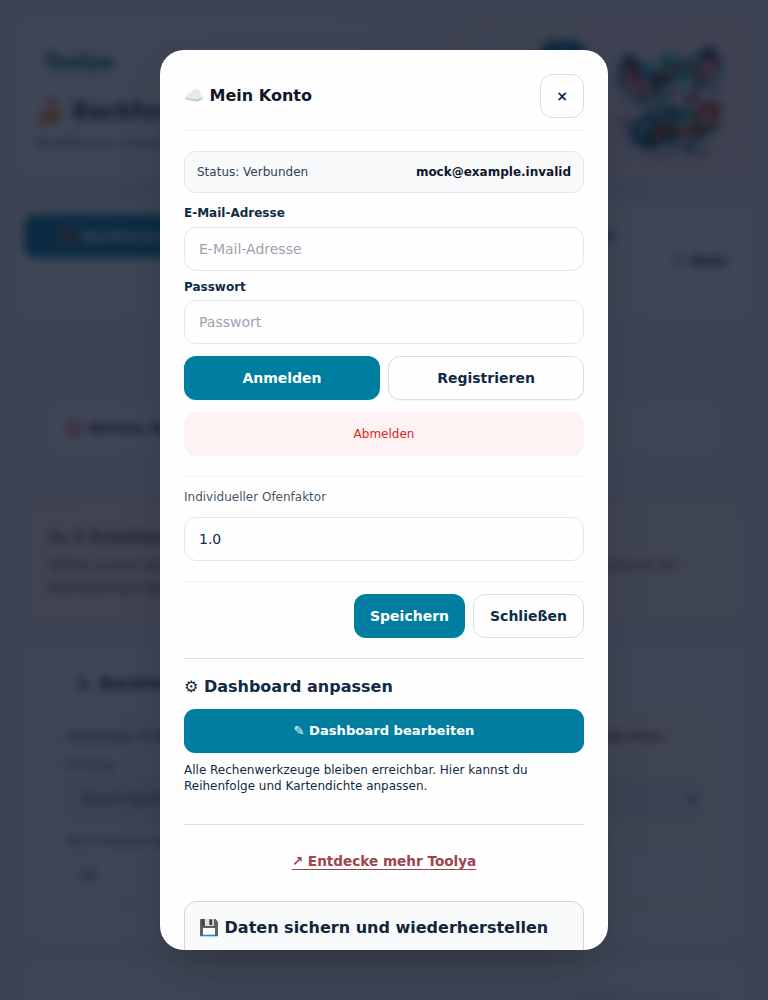 Toolya
☁️ Mein Konto
×
Status: Verbunden
mock@example.invalid
E-Mail-Adresse
E-Mail-Adresse
Passwort
Passwort
Anmelden
Registrieren
Abmelden
Individueller Ofenfaktor
1.0
Speichern
Schließen
⚙ Dashboard anpassen
✎ Dashboard bearbeiten
Alle Rechenwerkzeuge bleiben erreichbar. Hier kannst du
Reihenfolge und Kartendichte anpassen.
↗ Entdecke mehr Toolya
💾 Daten sichern und wiederherstellen